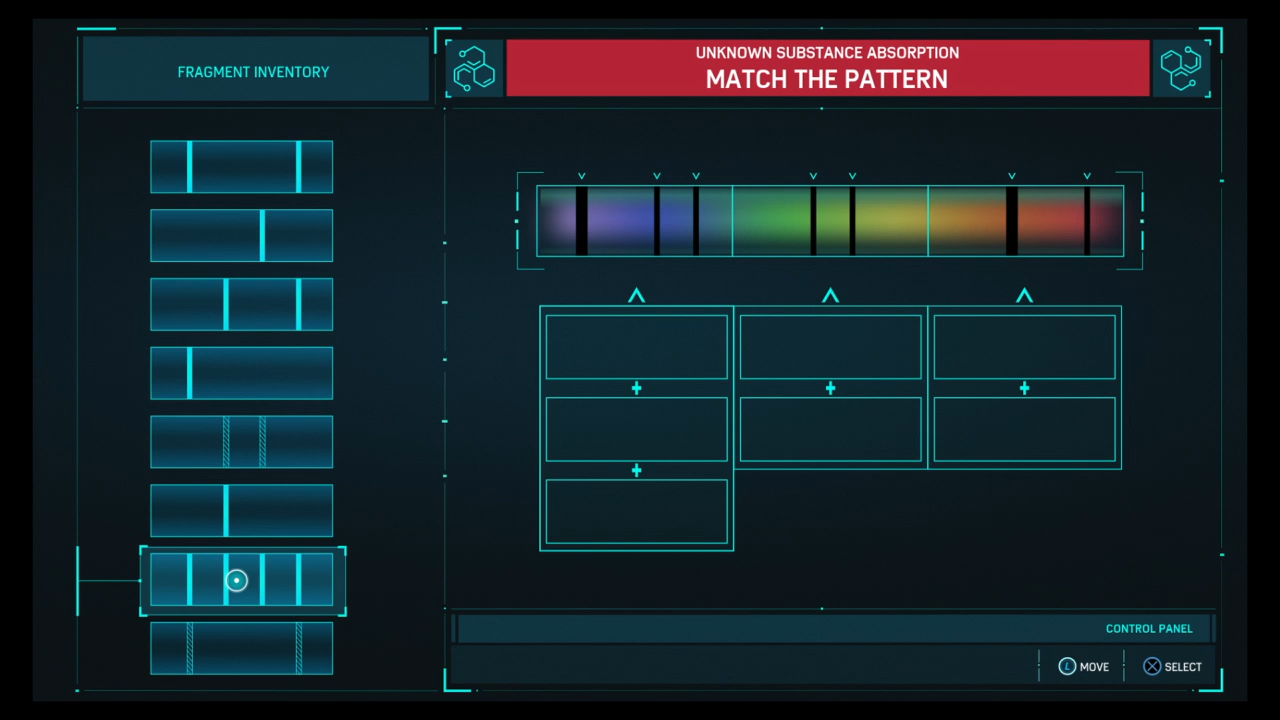 FRAGMENT INVENTORY
UNKNOWN SUBSTANCE ABSORPTION
MATCH THE PATTERN
CONTROL PANEL
L MOVE
SELECT